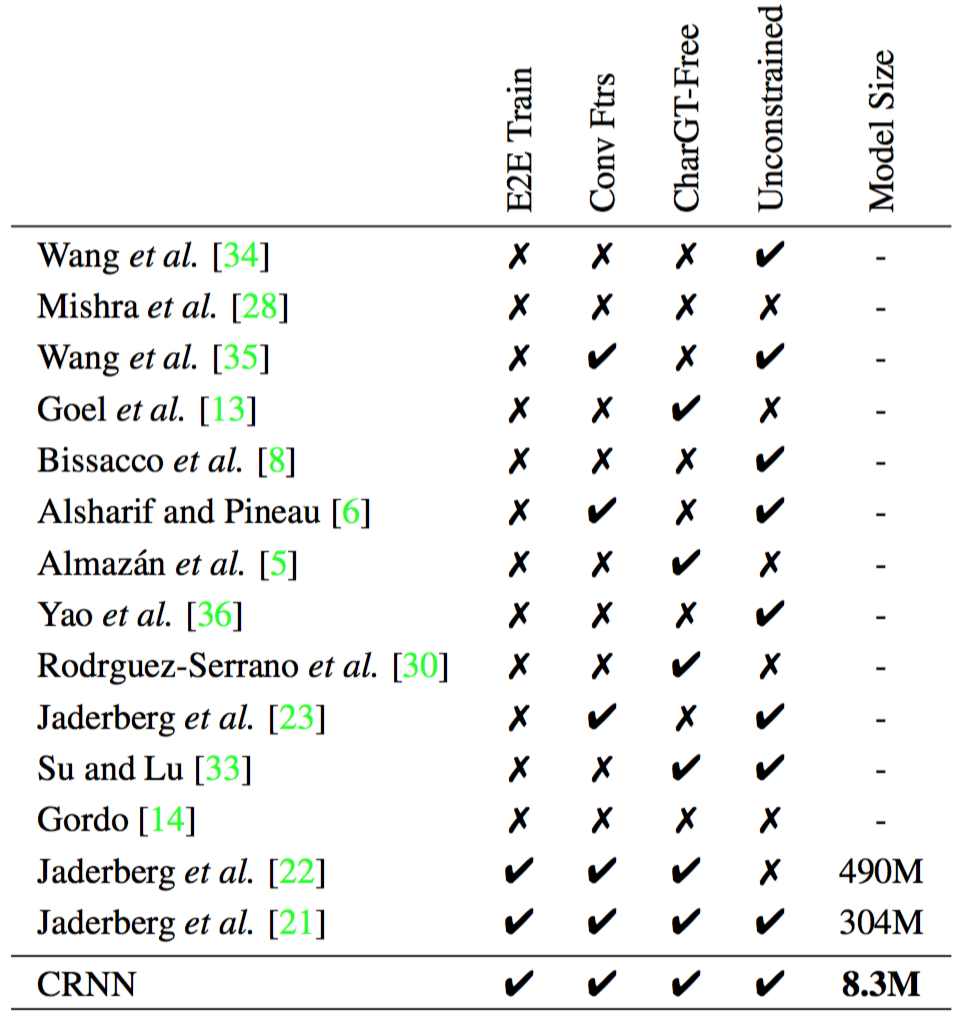 E2E Train Conv Ftrs CharGT-Free Unconstrained Model Size
Wang et al. [34] ✗ ✗ ✗ ✔ -
Mishra et al. [28] ✗ ✗ ✗ ✗ -
Wang et al. [35] ✗ ✔ ✗ ✔ -
Goel et al. [13] ✗ ✗ ✔ ✗ -
Bissacco et al. [8] ✗ ✗ ✗ ✔ -
Alsharif and Pineau [6] ✗ ✔ ✗ ✔ -
Almazán et al. [5] ✗ ✗ ✔ ✗ -
Yao et al. [36] ✗ ✗ ✗ ✔ -
Rodrguez-Serrano et al. [30] ✗ ✗ ✔ ✗ -
Jaderberg et al. [23] ✗ ✔ ✗ ✔ -
Su and Lu [33] ✗ ✗ ✔ ✔ -
Gordo [14] ✗ ✗ ✗ ✗ -
Jaderberg et al. [22] ✔ ✔ ✔ ✗ 490M
Jaderberg et al. [21] ✔ ✔ ✔ ✔ 304M
CRNN ✔ ✔ ✔ ✔ 8.3M